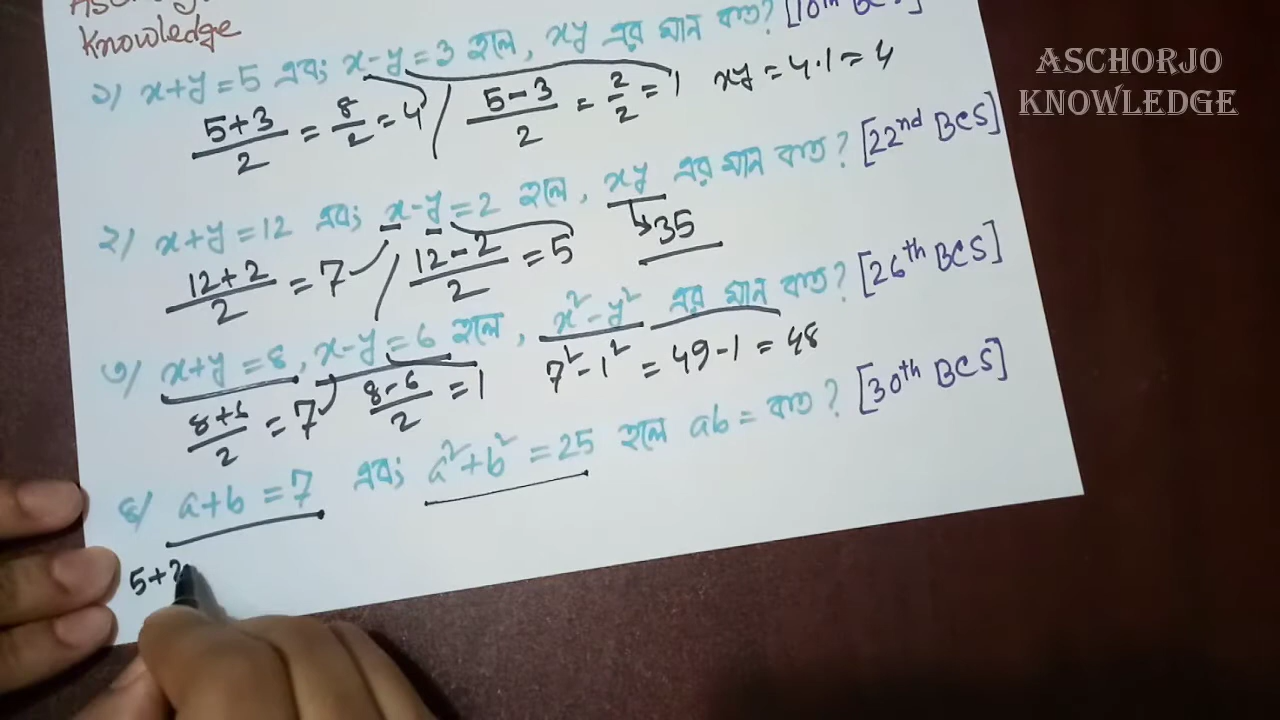 Knowledge
ASCHORJO
KNOWLEDGE
১) x+y=5 এবং x-y=3 হলে, xy এর মান কত? [10th BCS]
5+3/2 = 8/2 = 4 / 5-3/2 = 2/2 = 1 xy = 4·1 = 4
২) x+y=12 এবং x-y=2 হলে, xy এর মান কত? [22nd BCS]
12+2/2 = 7 / 12-2/2 = 5 35
৩) x+y=8, x-y=6 হলে, x²-y² এর মান কত? [26th BCS]
8+6/2 = 7 8-6/2 = 1 7²-1² = 49-1 = 48
৪) a+b=7 এবং a²+b²=25 হলে ab = কত? [30th BCS]
5+2